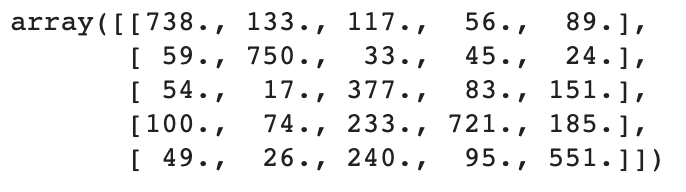 array([[738., 133., 117., 56., 89.],
[ 59., 750., 33., 45., 24.],
[ 54., 17., 377., 83., 151.],
[100., 74., 233., 721., 185.],
[ 49., 26., 240., 95., 551.]])